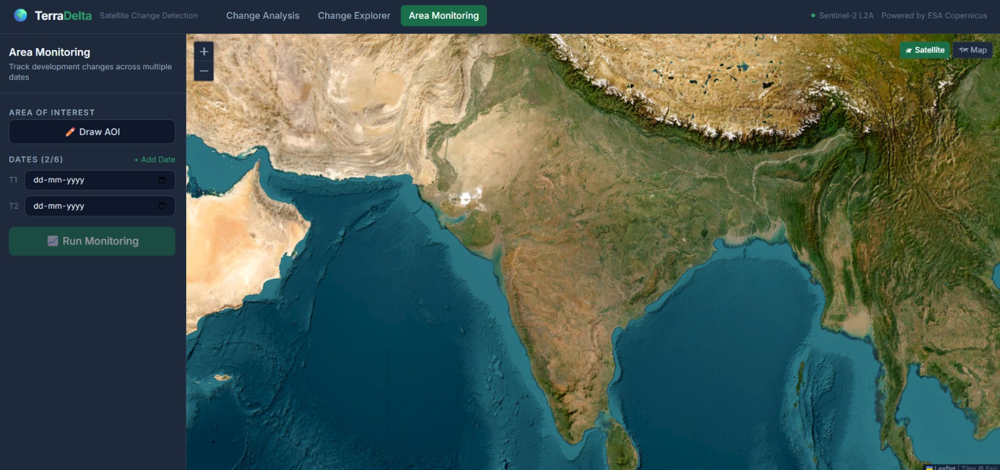 TerraDelta Satellite Change Detection Change Analysis Change Explorer Area Monitoring Sentinel-2 L2A Powered by ESA Copernicus
Area Monitoring
Track development changes across multiple
dates
AREA OF INTEREST
Draw AOI
DATES (2/6) + Add Date
T1 dd-mm-yyyy
T2 dd-mm-yyyy
Run Monitoring
+
−
Satellite Map
Leaflet | Tiles © Esri